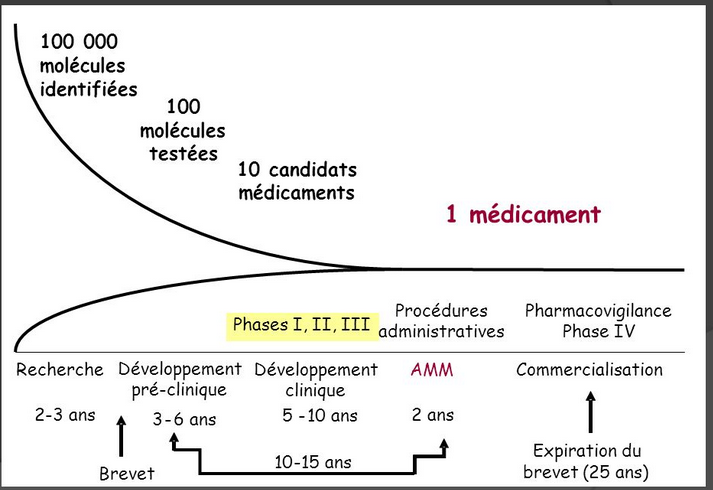 100 000
molécules
identifiées
100
molécules
testées
10 candidats
médicaments
1 médicament
Phases I, II, III
Procédures
administratives
Pharmacovigilance
Phase IV
Recherche
Développement
pré-clinique
Développement
clinique
AMM
Commercialisation
2-3 ans
3-6 ans
5 -10 ans
2 ans
Brevet
10-15 ans
Expiration du
brevet (25 ans)